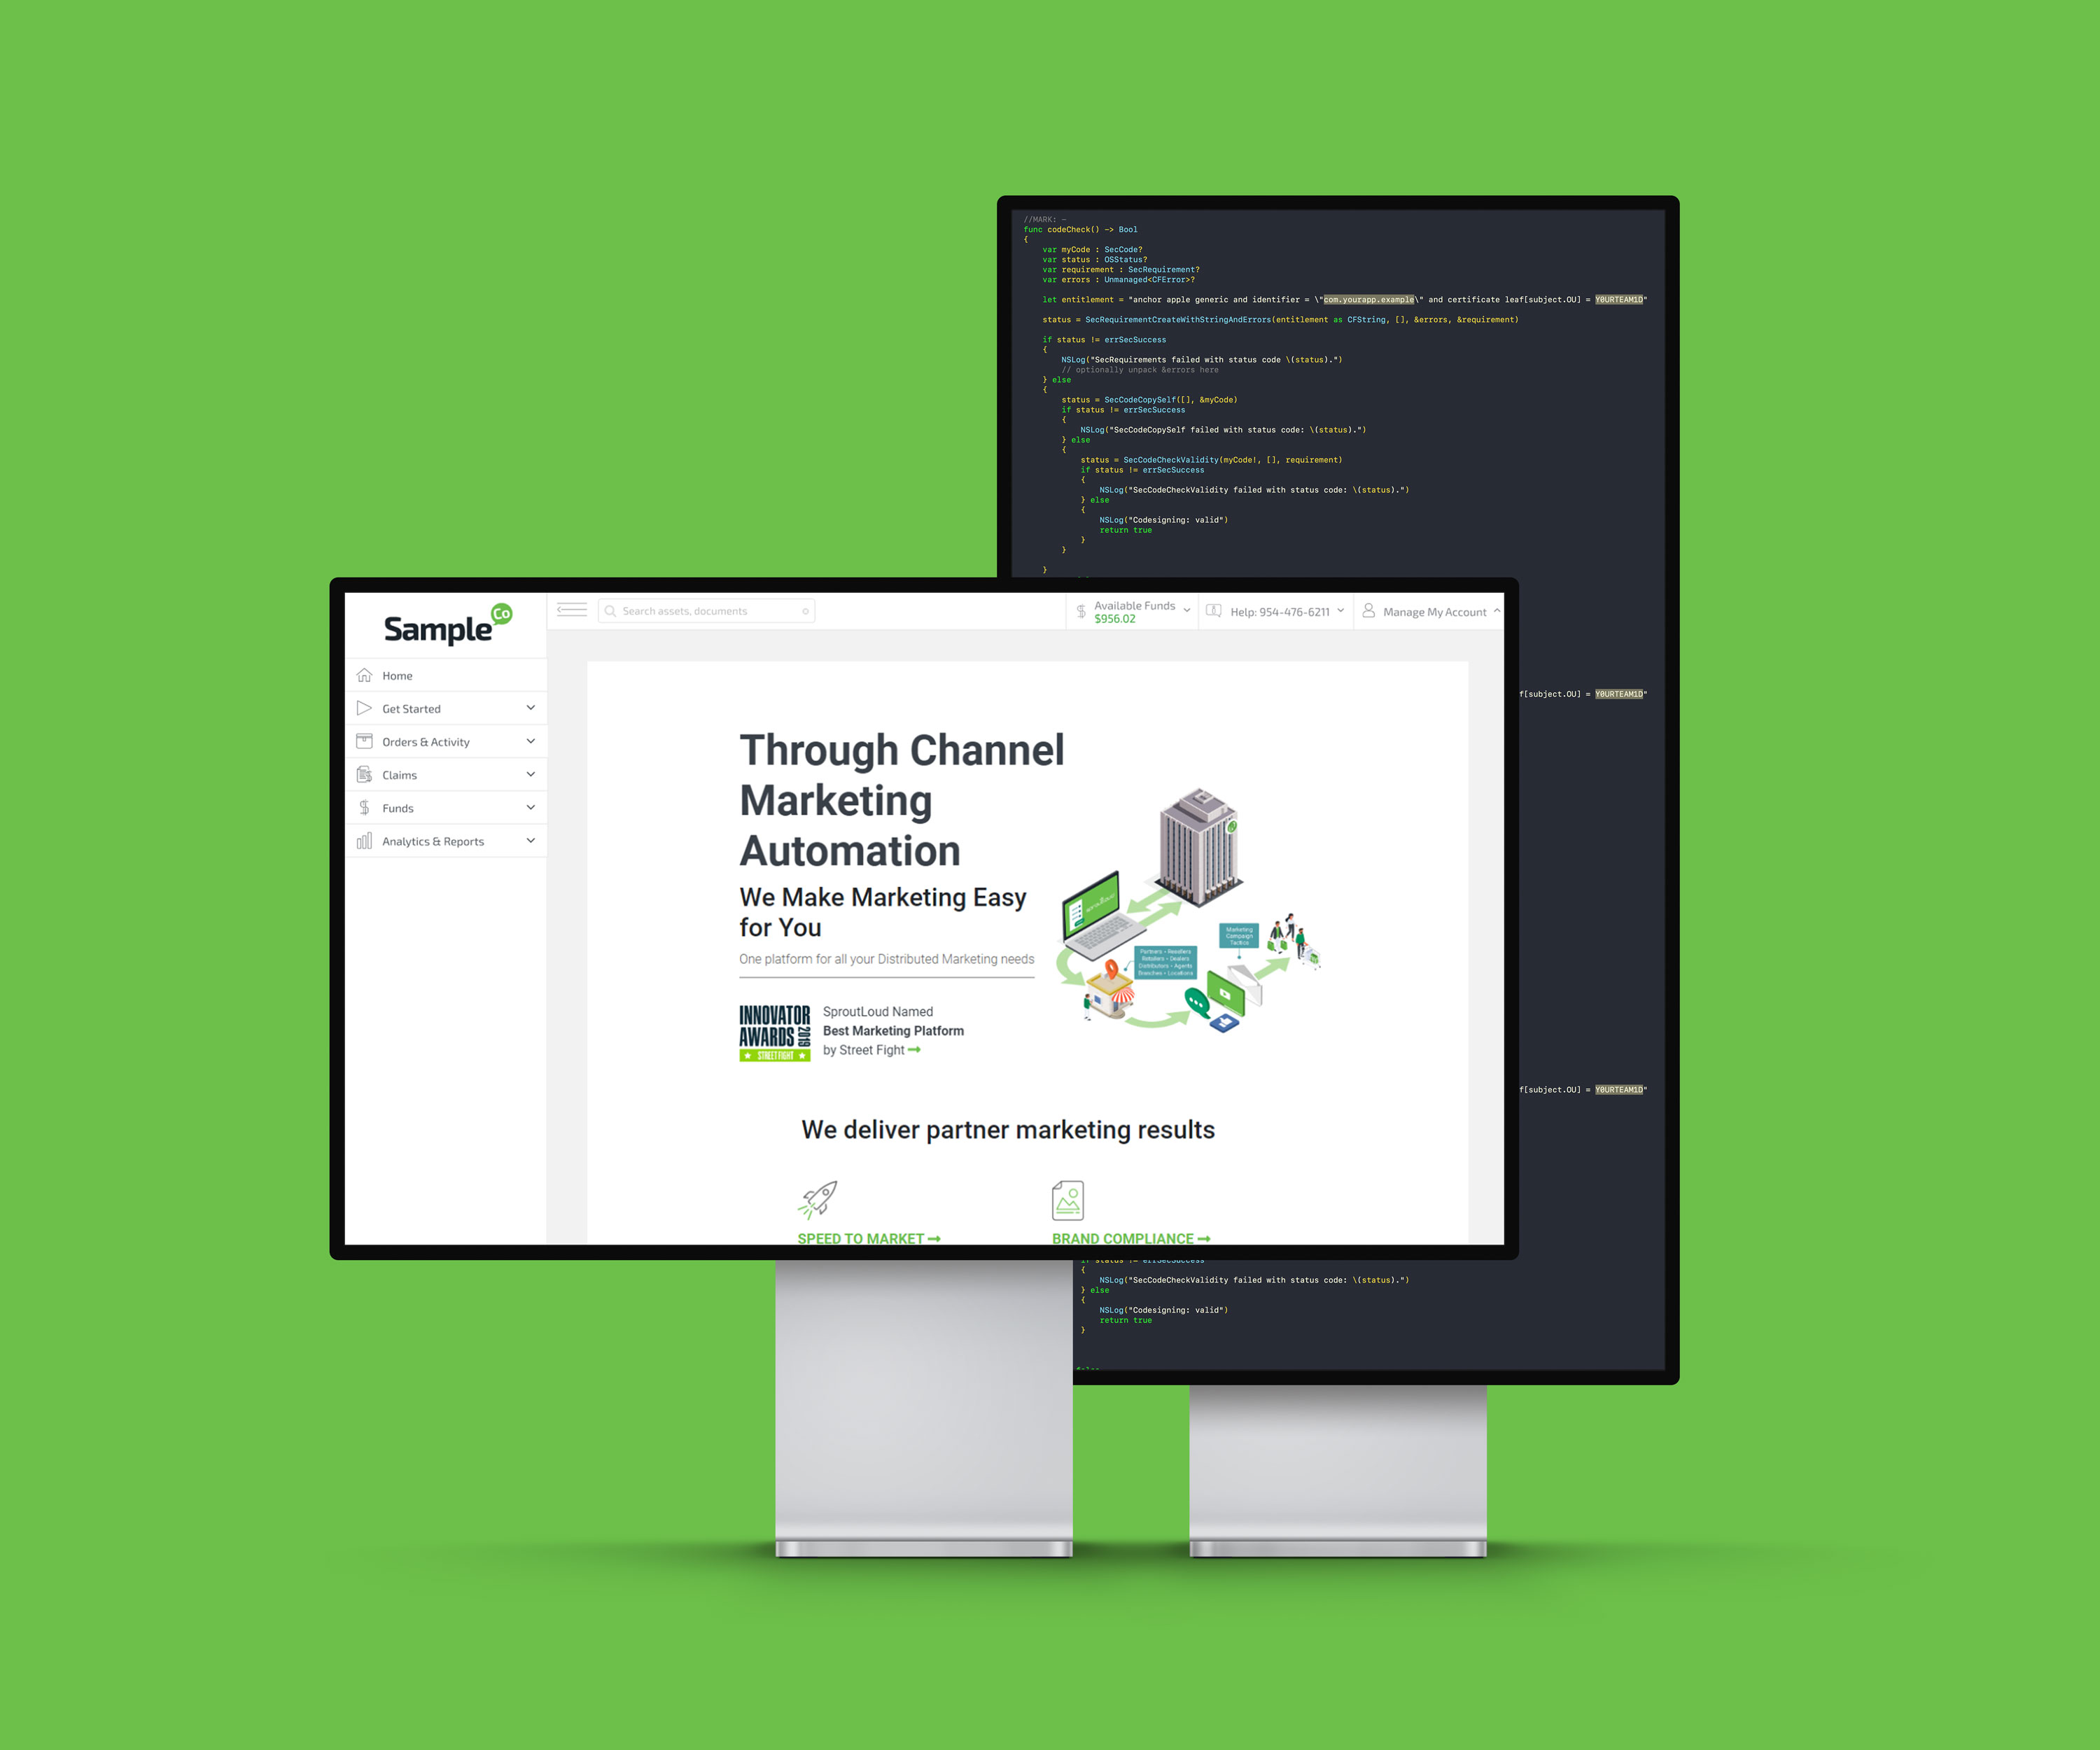 //MARK: -
func codeCheck() -> Bool
{
var myCode : SecCode?
var status : OSStatus?
var requirement : SecRequirement?
var errors : Unmanaged<CFError>?
let entitlement = "anchor apple generic and identifier = \"com.yourapp.example\" and certificate leaf[subject.OU] = Y0URTEAM1D"
status = SecRequirementCreateWithStringAndErrors(entitlement as CFString, [], &errors, &requirement)
if status != errSecSuccess
{
NSLog("SecRequirements failed with status code \(status).")
// optionally unpack &errors here
} else
{
status = SecCodeCopySelf([], &myCode)
if status != errSecSuccess
{
NSLog("SecCodeCopySelf failed with status code: \(status).")
} else
{
status = SecCodeCheckValidity(myCode!, [], requirement)
if status != errSecSuccess
{
NSLog("SecCodeCheckValidity failed with status code: \(status).")
} else
{
NSLog("Codesigning: valid")
return true
}
}
}
Sample Co
Search assets, documents
Available Funds
$956.02
Help: 954-476-6211
Manage My Account
Home
Get Started
Orders & Activity
Claims
Funds
Analytics & Reports
Through Channel
Marketing
Automation
We Make Marketing Easy
for You
One platform for all your Distributed Marketing needs
INNOVATOR
AWARDS 2019
STREET FIGHT
SproutLoud Named
Best Marketing Platform
by Street Fight
Marketing
Campaign
Tactics
Partners • Resellers
Retailers • Dealers
Distributors • Agents
Branches • Locations
We deliver partner marketing results
SPEED TO MARKET
BRAND COMPLIANCE
f[subject.OU] = Y0URTEAM1D"
f[subject.OU] = Y0URTEAM1D"
if status != errSecSuccess
{
NSLog("SecCodeCheckValidity failed with status code: \(status).")
} else
{
NSLog("Codesigning: valid")
return true
}